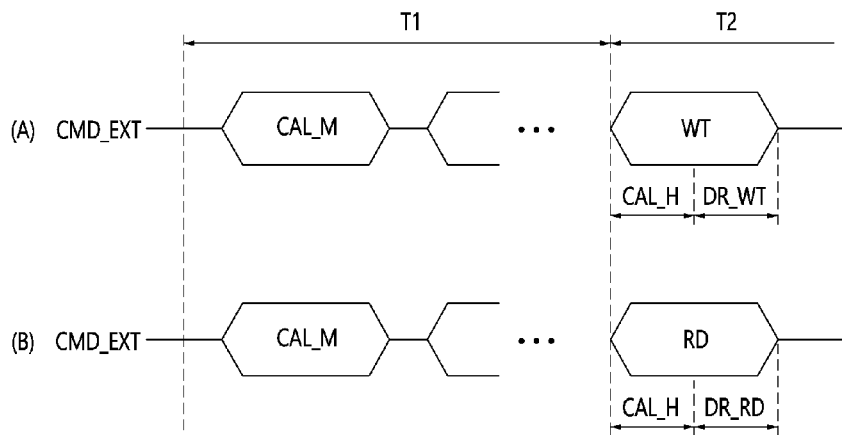 T1 T2
(A) CMD_EXT CAL_M ••• WT
CAL_H DR_WT
(B) CMD_EXT CAL_M ••• RD
CAL_H DR_RD